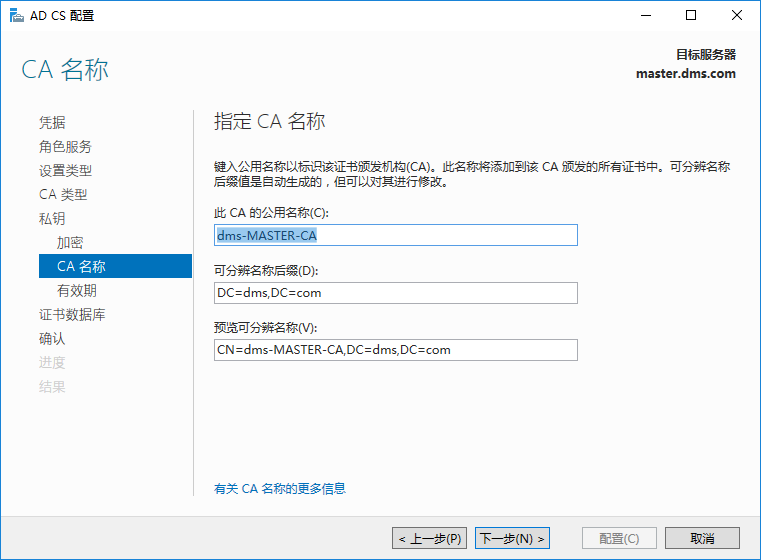 AD CS 配置
CA 名称
目标服务器
master.dms.com
凭据
角色服务
设置类型
CA 类型
私钥
加密
CA 名称
有效期
证书数据库
确认
进度
结果
指定 CA 名称
键入公用名称以标识该证书颁发机构(CA)。此名称将添加到该 CA 颁发的所有证书中。可分辨名称
后缀值是自动生成的，但可以对其进行修改。
此 CA 的公用名称(C):
dms-MASTER-CA
可分辨名称后缀(D):
DC=dms,DC=com
预览可分辨名称(V):
CN=dms-MASTER-CA,DC=dms,DC=com
有关 CA 名称的更多信息
< 上一步(P)
下一步(N) >
配置(C)
取消